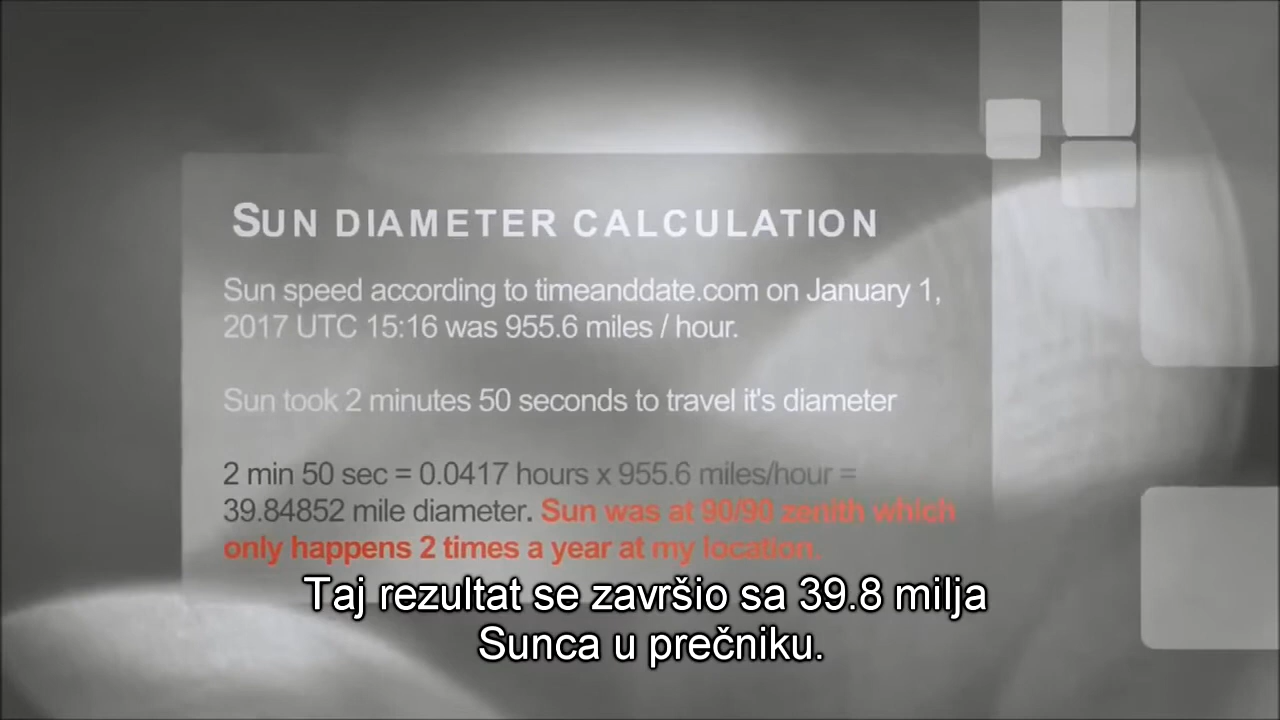 SUN DIAMETER CALCULATION
Sun speed according to timeanddate.com on January 1,
2017 UTC 15:16 was 955.6 miles / hour.
Sun took 2 minutes 50 seconds to travel it's diameter
2 min 50 sec = 0.0417 hours x 955.6 miles/hour =
39.84852 mile diameter. Sun was at 90/90 zenith which
only happens 2 times a year at my location.
Taj rezultat se završio sa 39.8 milja
Sunca u prečniku.